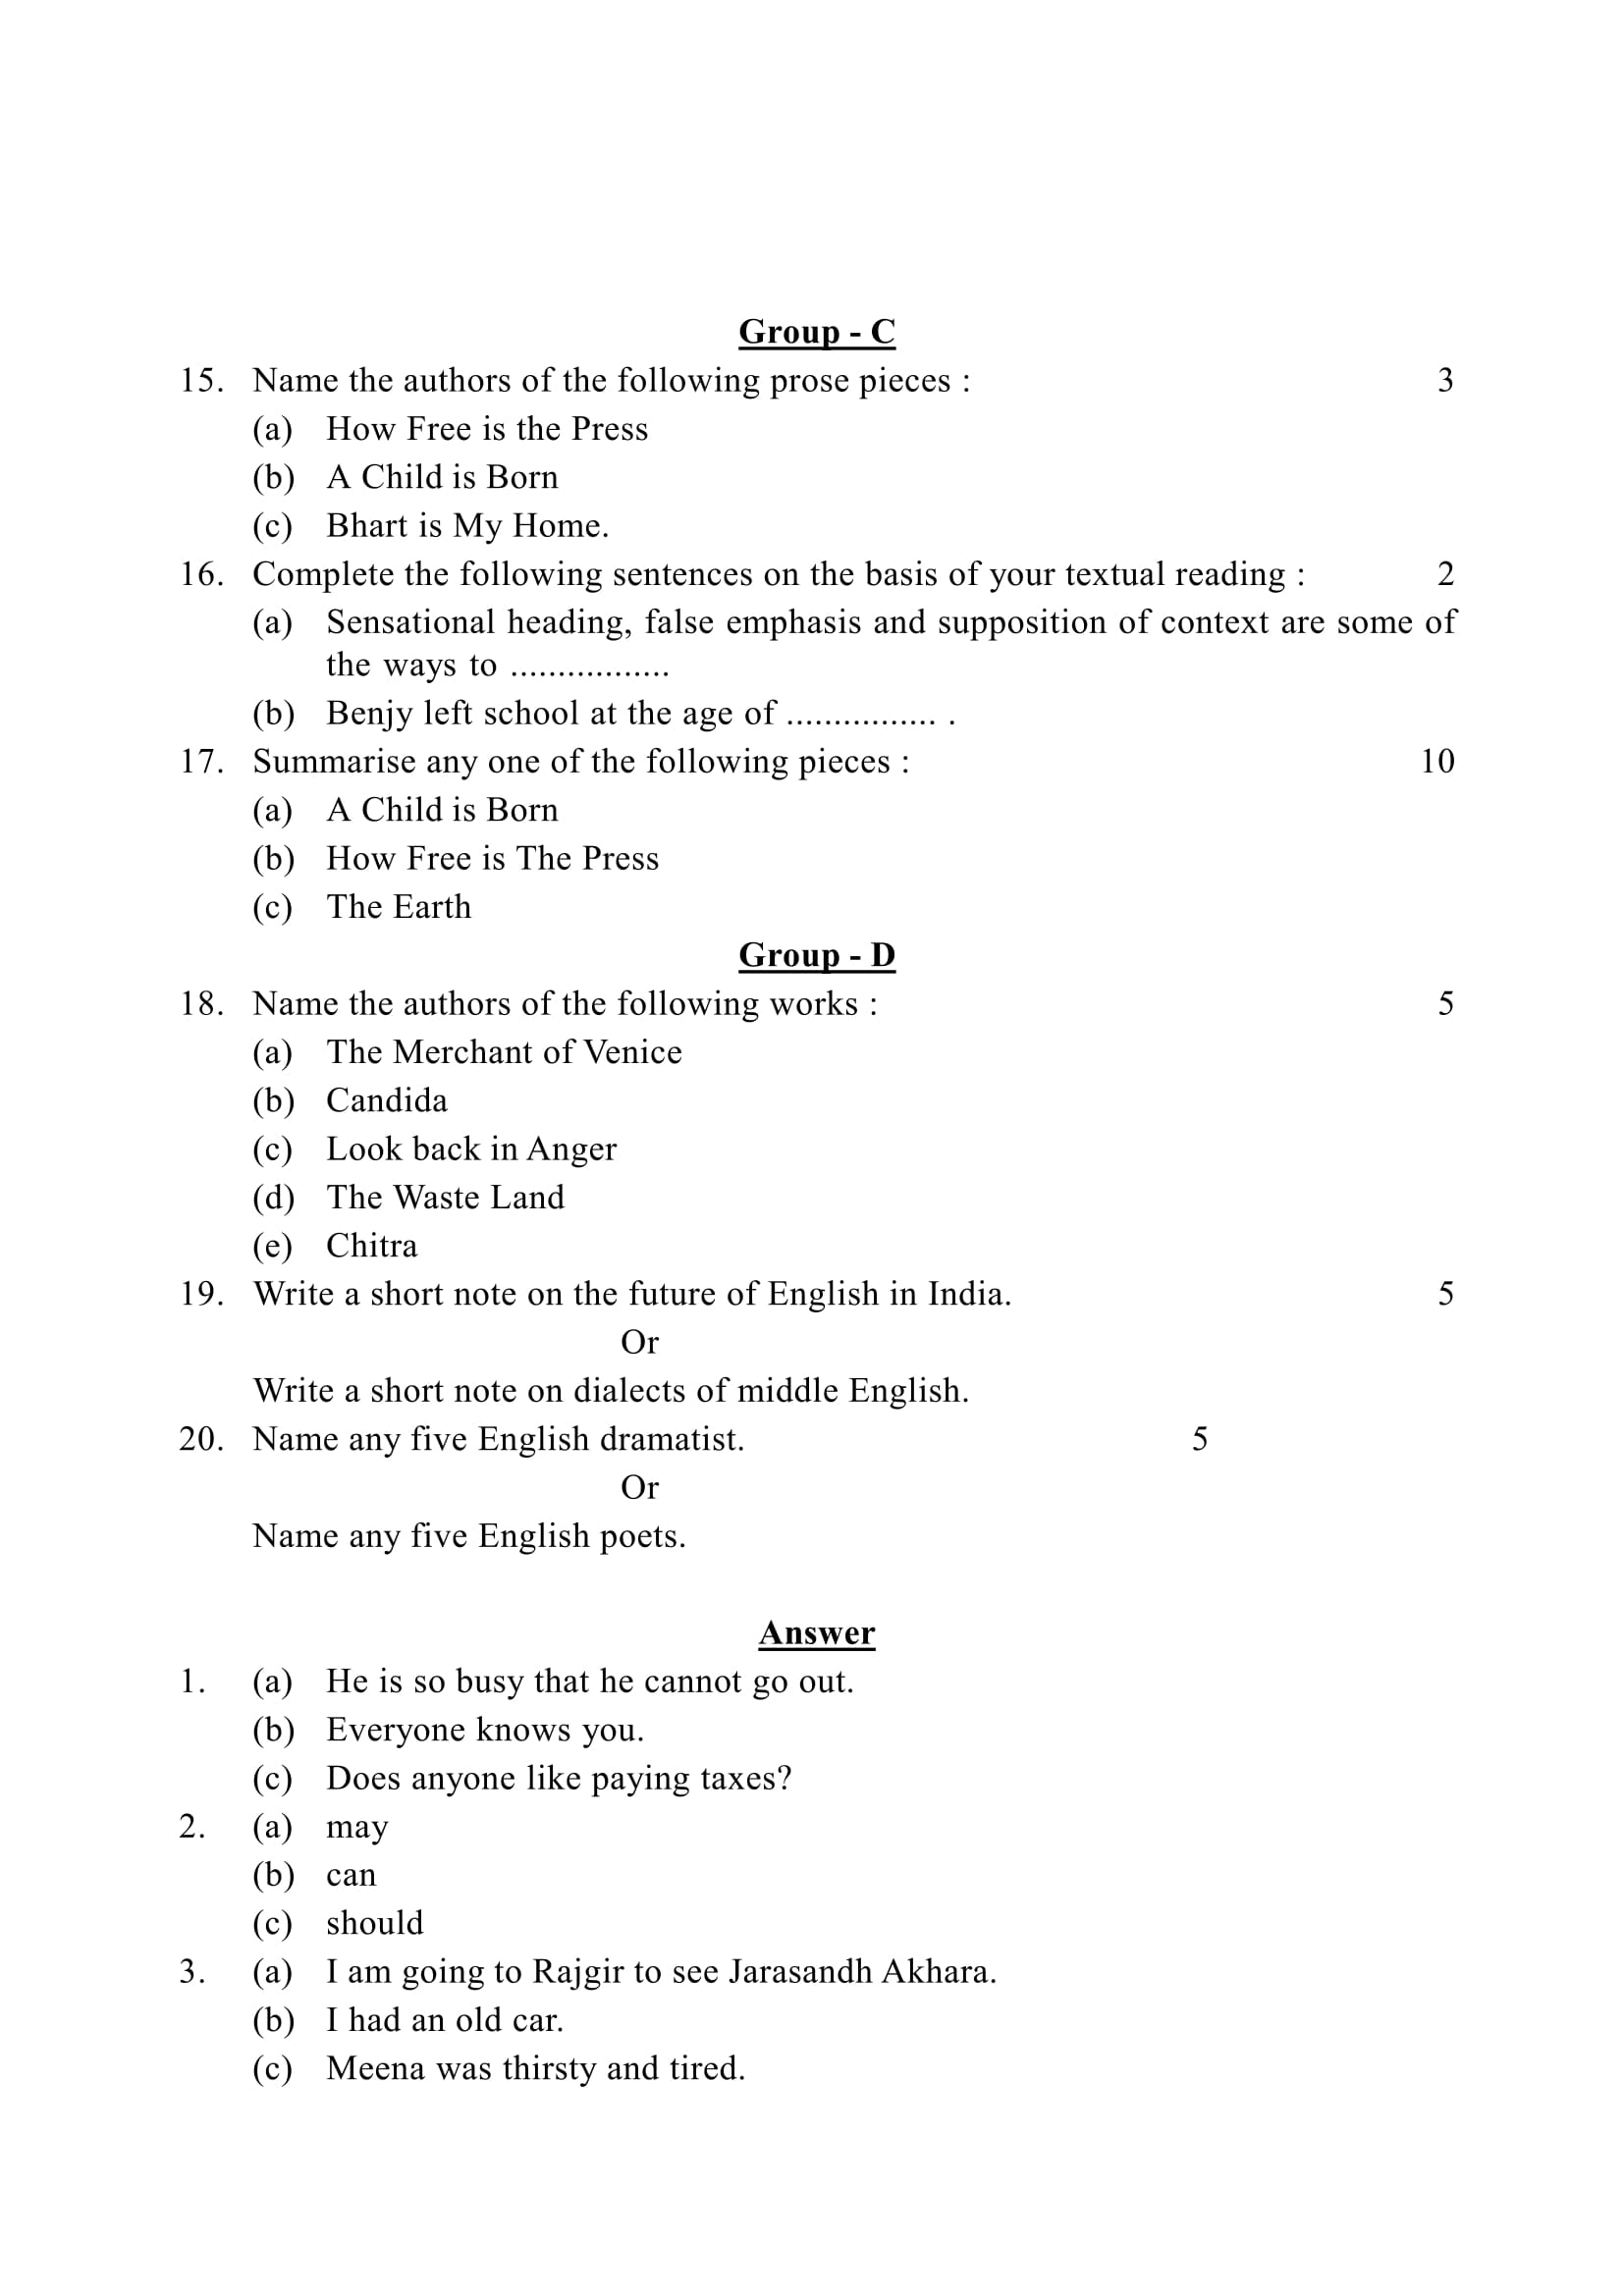 Group - C
15. Name the authors of the following prose pieces : 3
(a) How Free is the Press
(b) A Child is Born
(c) Bhart is My Home.
16. Complete the following sentences on the basis of your textual reading : 2
(a) Sensational heading, false emphasis and supposition of context are some of
the ways to .................
(b) Benjy left school at the age of ................ .
17. Summarise any one of the following pieces : 10
(a) A Child is Born
(b) How Free is The Press
(c) The Earth
Group - D
18. Name the authors of the following works : 5
(a) The Merchant of Venice
(b) Candida
(c) Look back in Anger
(d) The Waste Land
(e) Chitra
19. Write a short note on the future of English in India. 5
Or
Write a short note on dialects of middle English.
20. Name any five English dramatist. 5
Or
Name any five English poets.
Answer
1. (a) He is so busy that he cannot go out.
(b) Everyone knows you.
(c) Does anyone like paying taxes?
2. (a) may
(b) can
(c) should
3. (a) I am going to Rajgir to see Jarasandh Akhara.
(b) I had an old car.
(c) Meena was thirsty and tired.